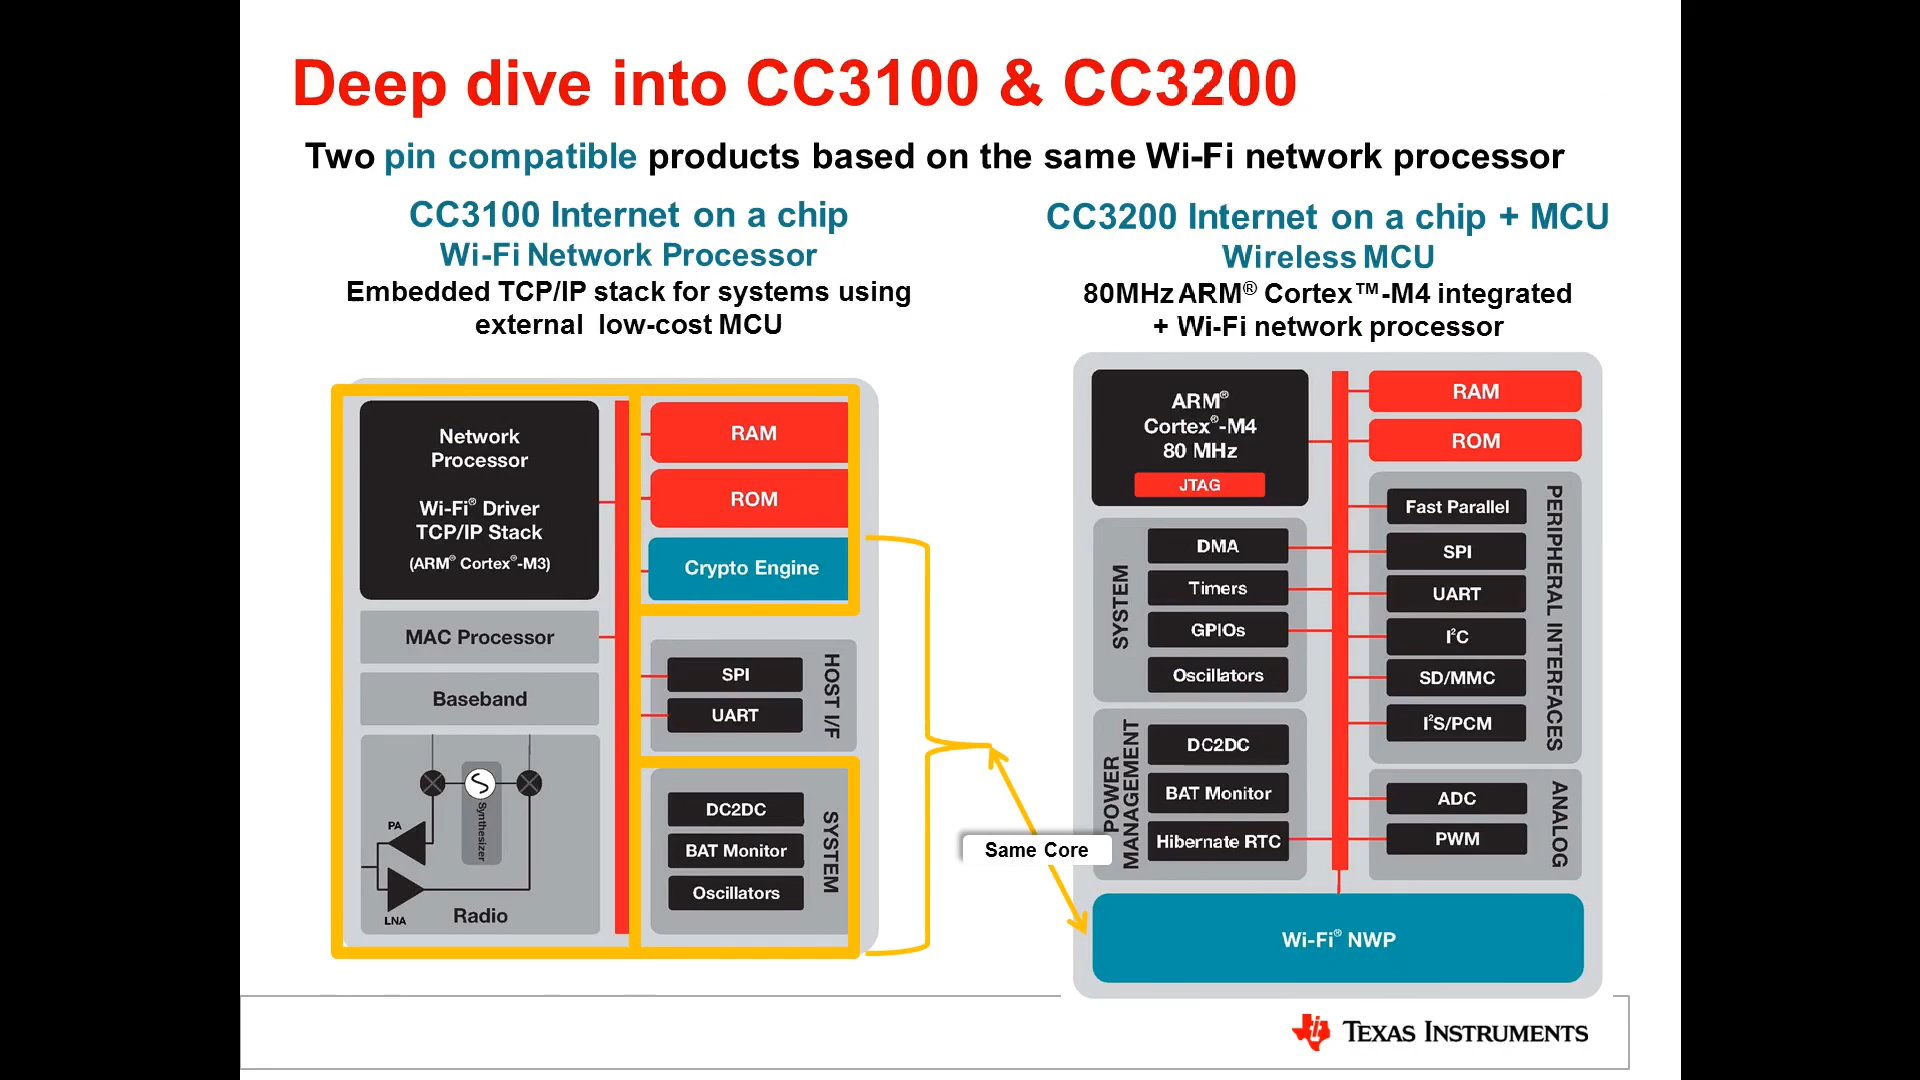 Deep dive into CC3100 & CC3200
Two pin compatible products based on the same Wi-Fi network processor
CC3100 Internet on a chip
Wi-Fi Network Processor
Embedded TCP/IP stack for systems using
external low-cost MCU
CC3200 Internet on a chip + MCU
Wireless MCU
80MHz ARM® Cortex™-M4 integrated
+ Wi-Fi network processor
Network
Processor
Wi-Fi® Driver
TCP/IP Stack
(ARM® Cortex®-M3)
MAC Processor
Baseband
PA
LNA
Synthesizer
Radio
RAM
ROM
Crypto Engine
SPI
UART
HOST I/F
DC2DC
BAT Monitor
Oscillators
SYSTEM
Same Core
ARM®
Cortex®-M4
80 MHz
JTAG
SYSTEM
DMA
Timers
GPIOs
Oscillators
POWER
MANAGEMENT
DC2DC
BAT Monitor
Hibernate RTC
RAM
ROM
Fast Parallel
SPI
UART
I²C
SD/MMC
I²S/PCM
PERIPHERAL INTERFACES
ADC
PWM
ANALOG
Wi-Fi® NWP
TEXAS INSTRUMENTS